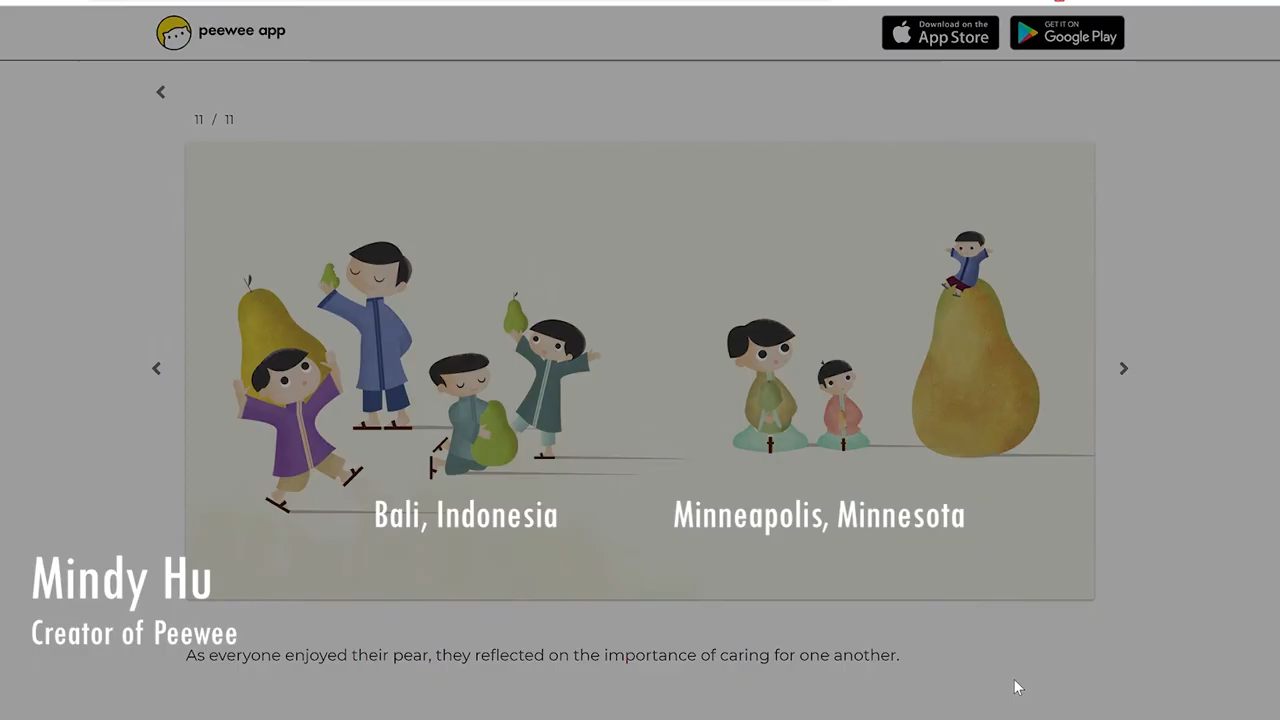 peewee app
Download on the
App Store
GET IT ON
Google Play
11 / 11
Bali, Indonesia
Minneapolis, Minnesota
Mindy Hu
Creator of Peewee
As everyone enjoyed their pear, they reflected on the importance of caring for one another.